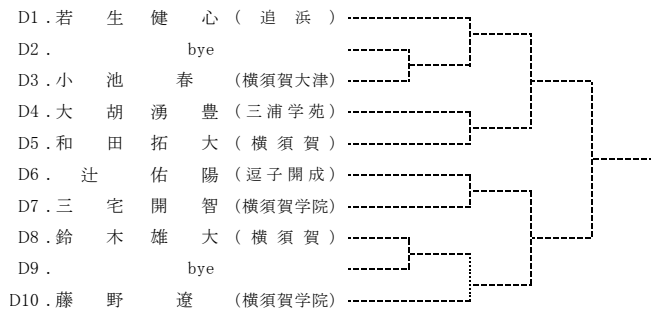 D1 . 若 生 健 心 ( 追 浜 )
D2 . bye
D3 . 小 池 春 (横須賀大津)
D4 . 大 胡 湧 豊 (三浦学苑)
D5 . 和 田 拓 大 ( 横 須 賀 )
D6 . 辻 佑 陽 (逗子開成)
D7 . 三 宅 開 智 (横須賀学院)
D8 . 鈴 木 雄 大 ( 横 須 賀 )
D9 . bye
D10 . 藤 野 遼 (横須賀学院)